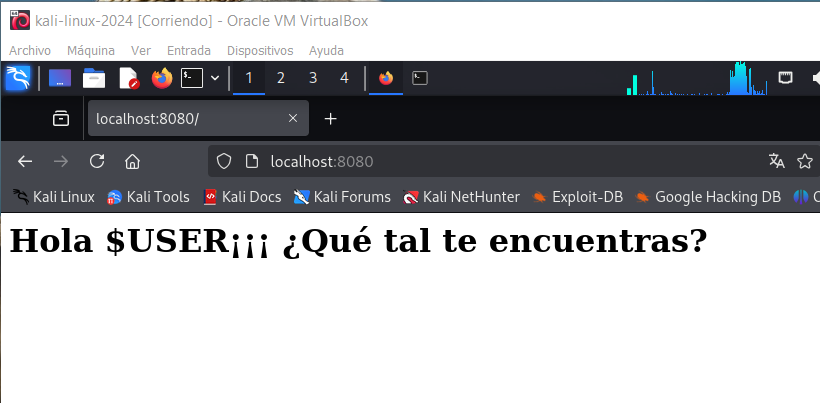 kali-linux-2024 [Corriendo] - Oracle VM VirtualBox
Archivo Máquina Ver Entrada Dispositivos Ayuda
1 2 3 4
localhost:8080/
localhost:8080
Kali Linux Kali Tools Kali Docs Kali Forums Kali NetHunter Exploit-DB Google Hacking DB
Hola $USER¡¡¡ ¿Qué tal te encuentras?